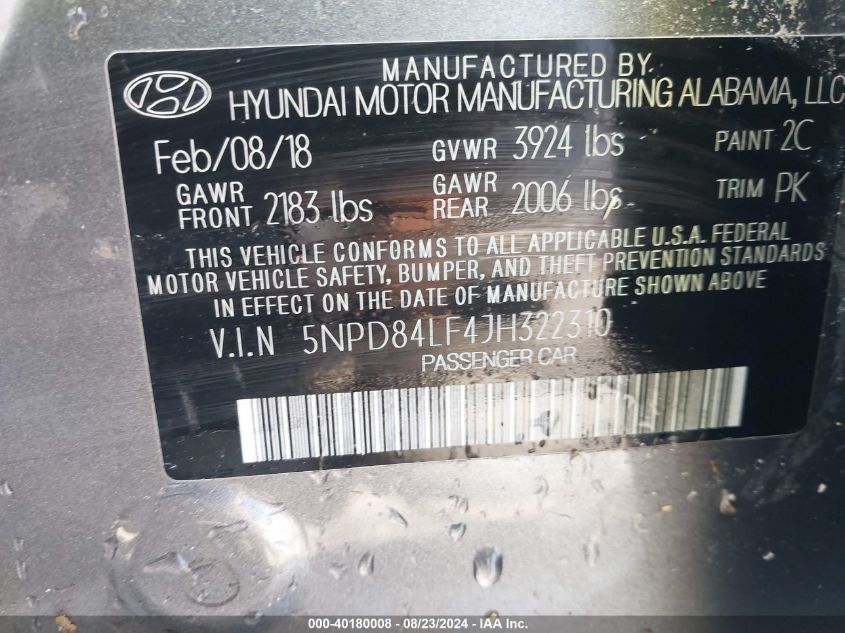 MANUFACTURED BY
HYUNDAI MOTOR MANUFACTURING ALABAMA, LLC
Feb/08/18 GVWR 3924 lbs PAINT 2C
GAWR FRONT 2183 lbs GAWR REAR 2006 lbs TRIM PK
THIS VEHICLE CONFORMS TO ALL APPLICABLE U.S.A. FEDERAL
MOTOR VEHICLE SAFETY, BUMPER, AND THEFT PREVENTION STANDARDS
IN EFFECT ON THE DATE OF MANUFACTURE SHOWN ABOVE
V.I.N 5NPD84LF4JH322310
PASSENGER CAR
000-40180008 - 08/23/2024 - IAA Inc.